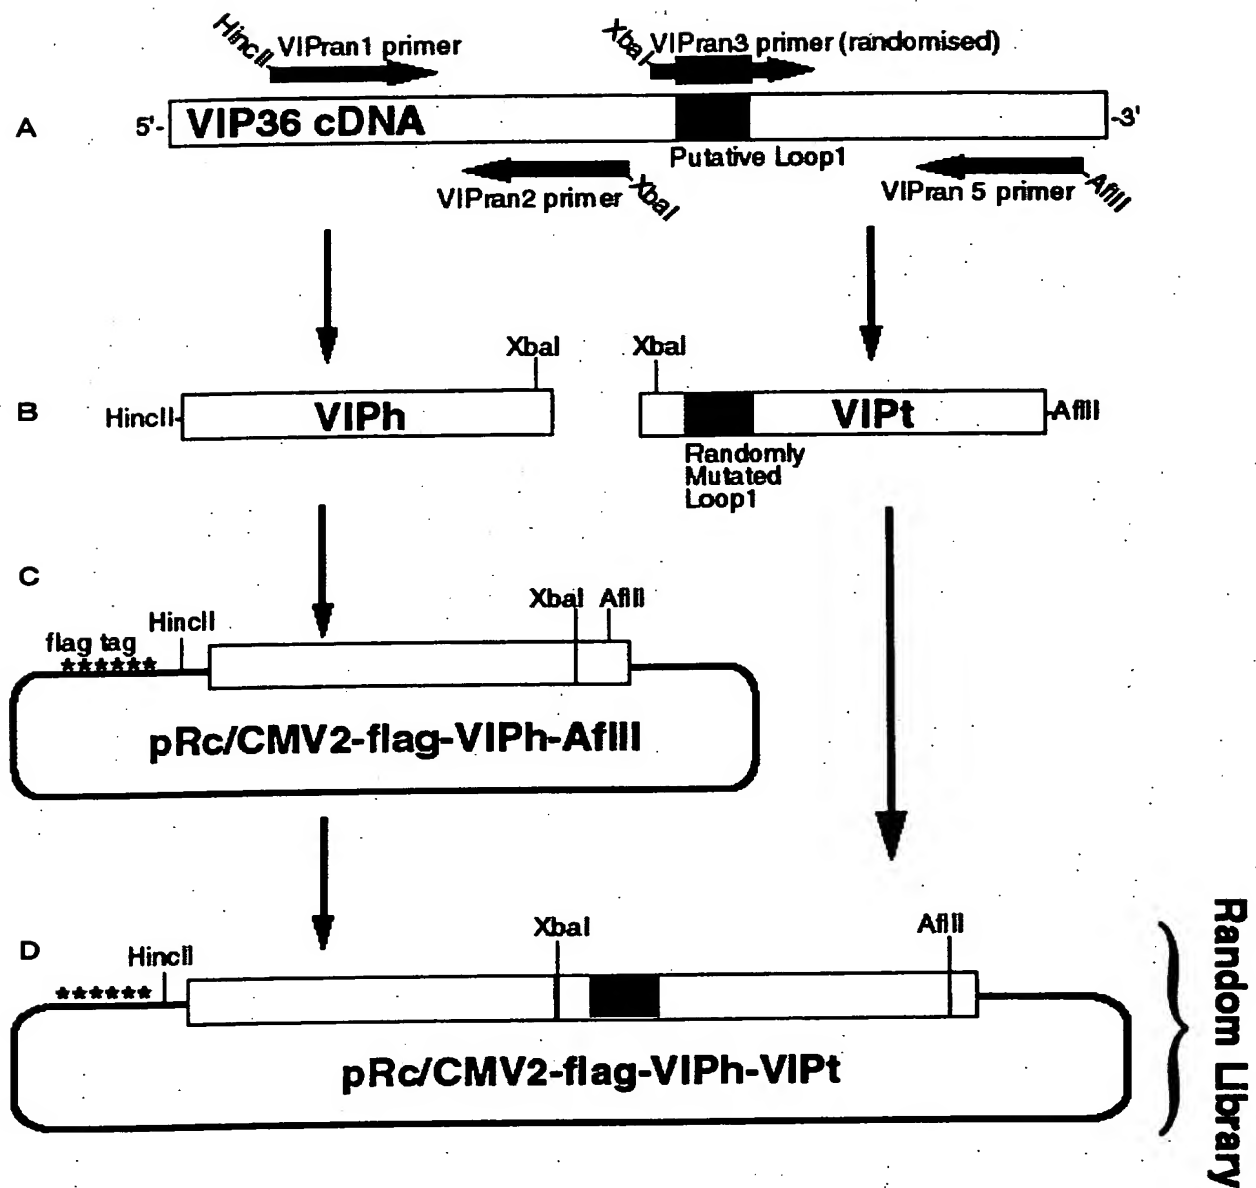 HincII
VIPran1 primer
XbaI
VIPran3 primer (randomised)
A
5'-
VIP36 cDNA
-3'
Putative Loop1
VIPran2 primer
XbaI
VIPran 5 primer
AflII
XbaI
XbaI
B
HincII
VIPh
VIPt
AflII
Randomly
Mutated
Loop1
C
HincII
XbaI AflII
flag tag
******
pRc/CMV2-flag-VIPh-AflII
D
HincII
XbaI
AflII
******
pRc/CMV2-flag-VIPh-VIPt
Random Library